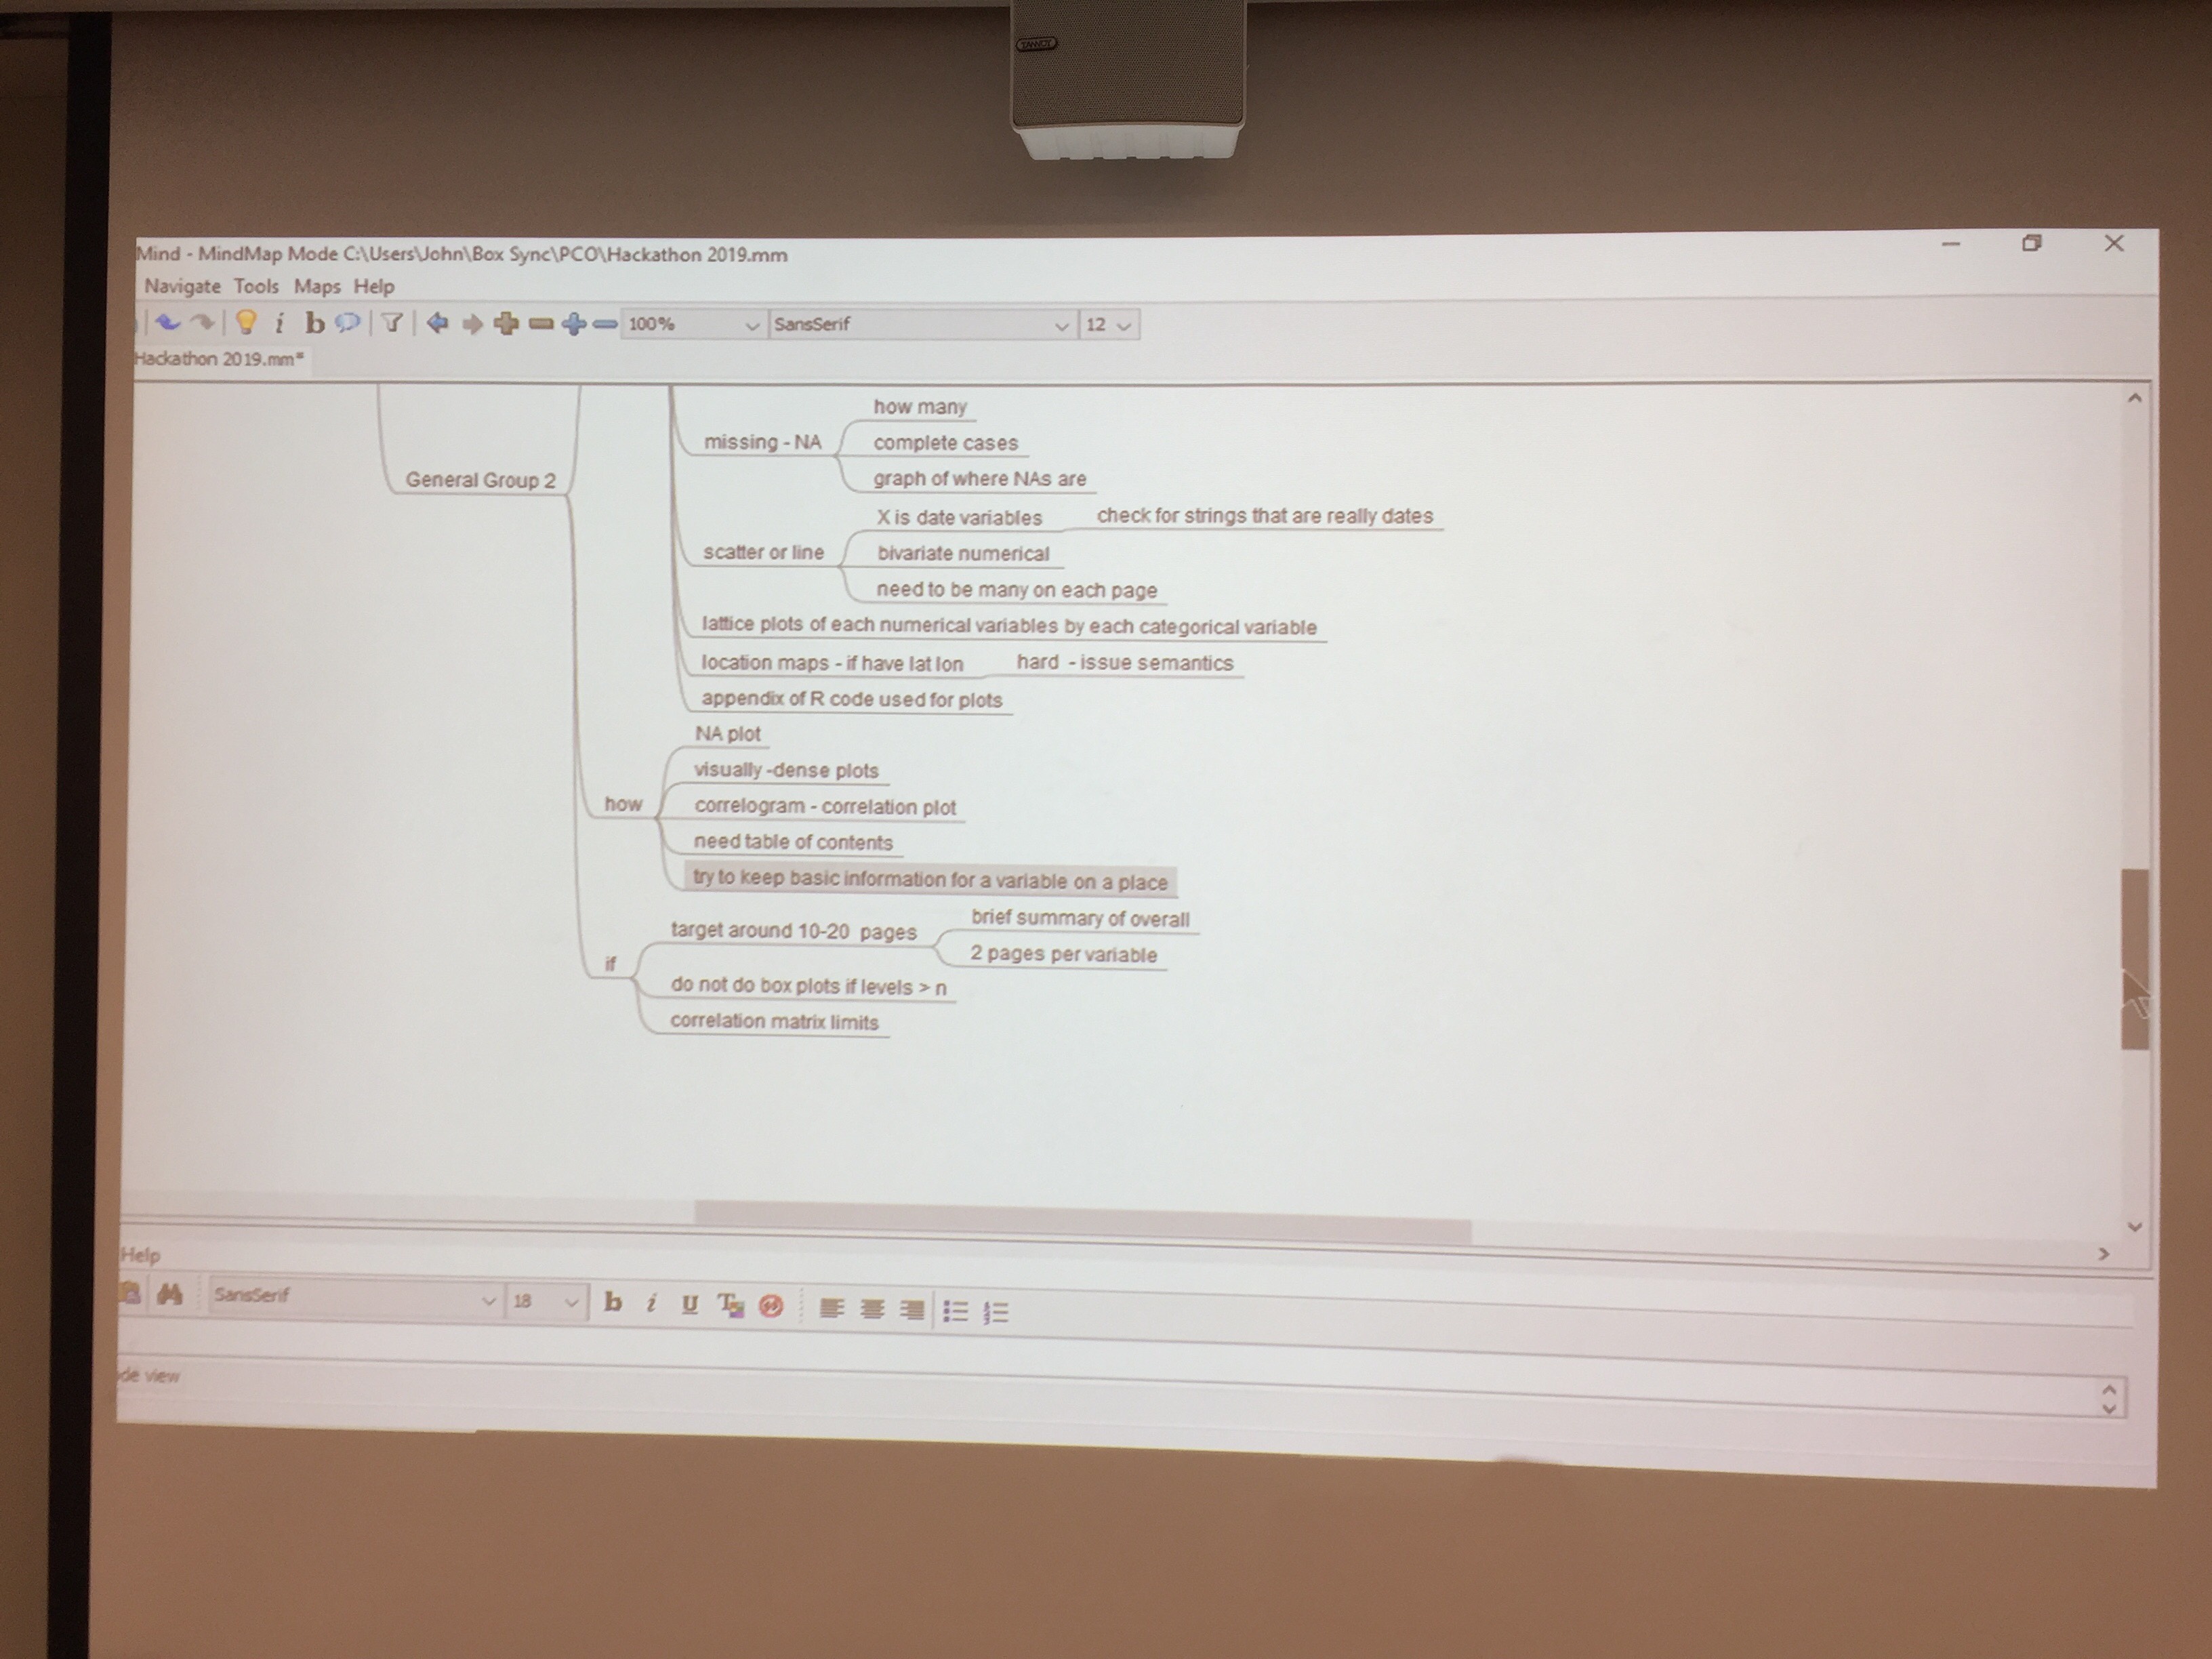 TANNOY
Mind - MindMap Mode C:\Users\John\Box Sync\PCO\Hackathon 2019.mm
Navigate Tools Maps Help
i b 100% SansSerif 12
Hackathon 2019.mm*
how many
missing - NA
complete cases
graph of where NAs are
General Group 2
X is date variables
check for strings that are really dates
scatter or line
bivariate numerical
need to be many on each page
lattice plots of each numerical variables by each categorical variable
location maps - if have lat lon
hard - issue semantics
appendix of R code used for plots
NA plot
visually -dense plots
how
correlogram - correlation plot
need table of contents
try to keep basic information for a variable on a place
target around 10-20 pages
brief summary of overall
2 pages per variable
if
do not do box plots if levels > n
correlation matrix limits
Help
SansSerif 18 b i U T
de view